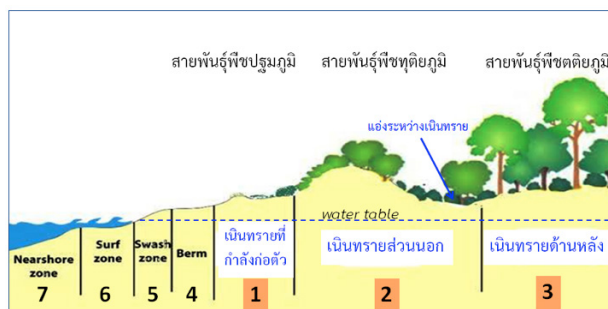 สายพันธุ์พืชปฐมภูมิ สายพันธุ์พืชทุติยภูมิ สายพันธุ์พืชตติยภูมิ
แอ่งระหว่างเนินทราย
water table
Nearshore
zone
7
Surf
zone
6
Swash
zone
5
Berm
4
เนินทรายที่
กำลังก่อตัว
1
เนินทรายส่วนนอก
2
เนินทรายด้านหลัง
3